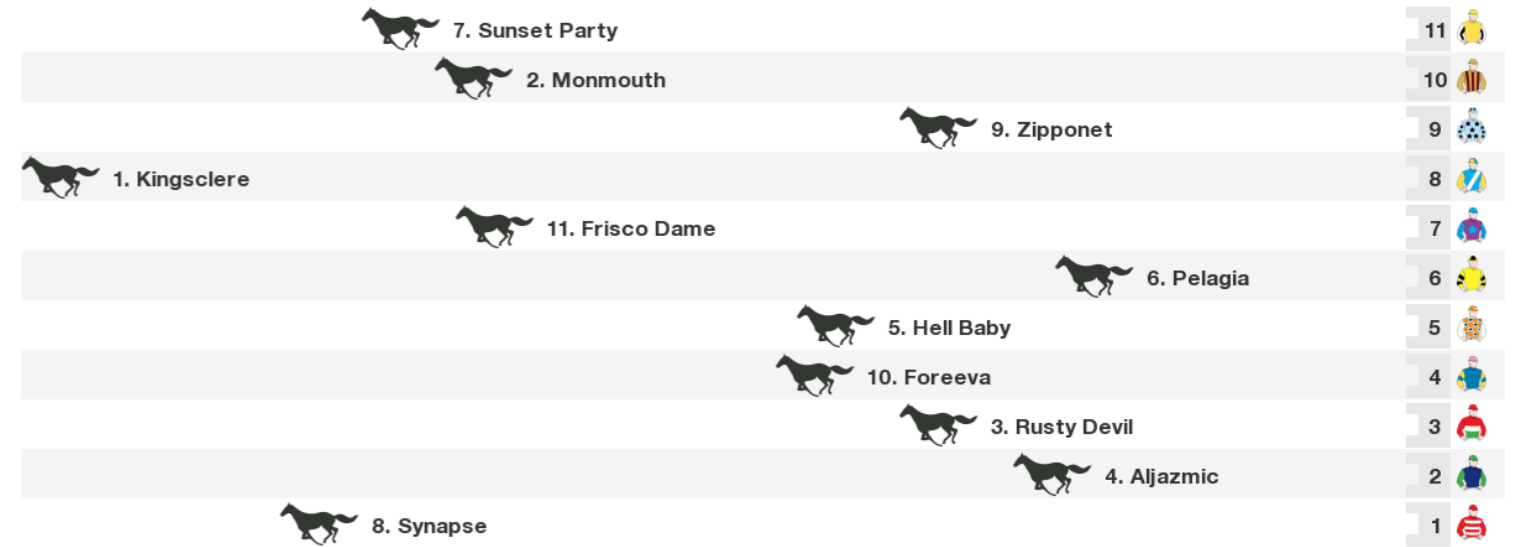 7. Sunset Party 11
2. Monmouth 10
9. Zipponet 9
1. Kingsclere 8
11. Frisco Dame 7
6. Pelagia 6
5. Hell Baby 5
10. Foreeva 4
3. Rusty Devil 3
4. Aljazmic 2
8. Synapse 1